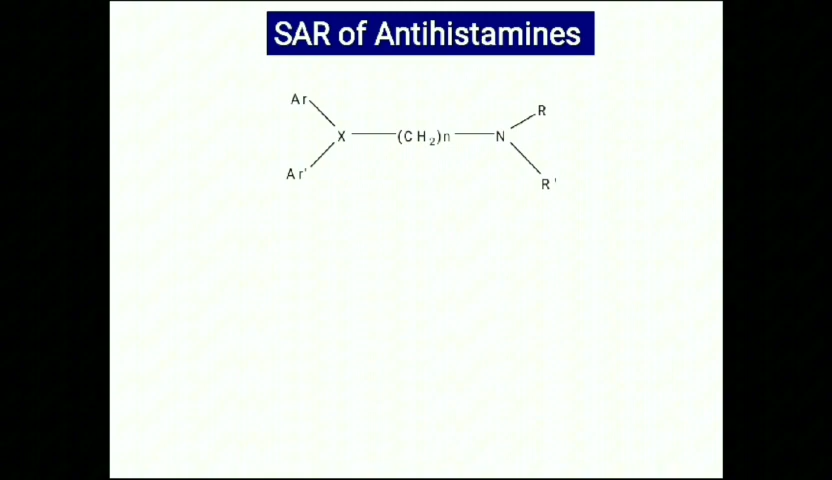 SAR of Antihistamines
Ar
R
X (CH2)n N
Ar'
R'